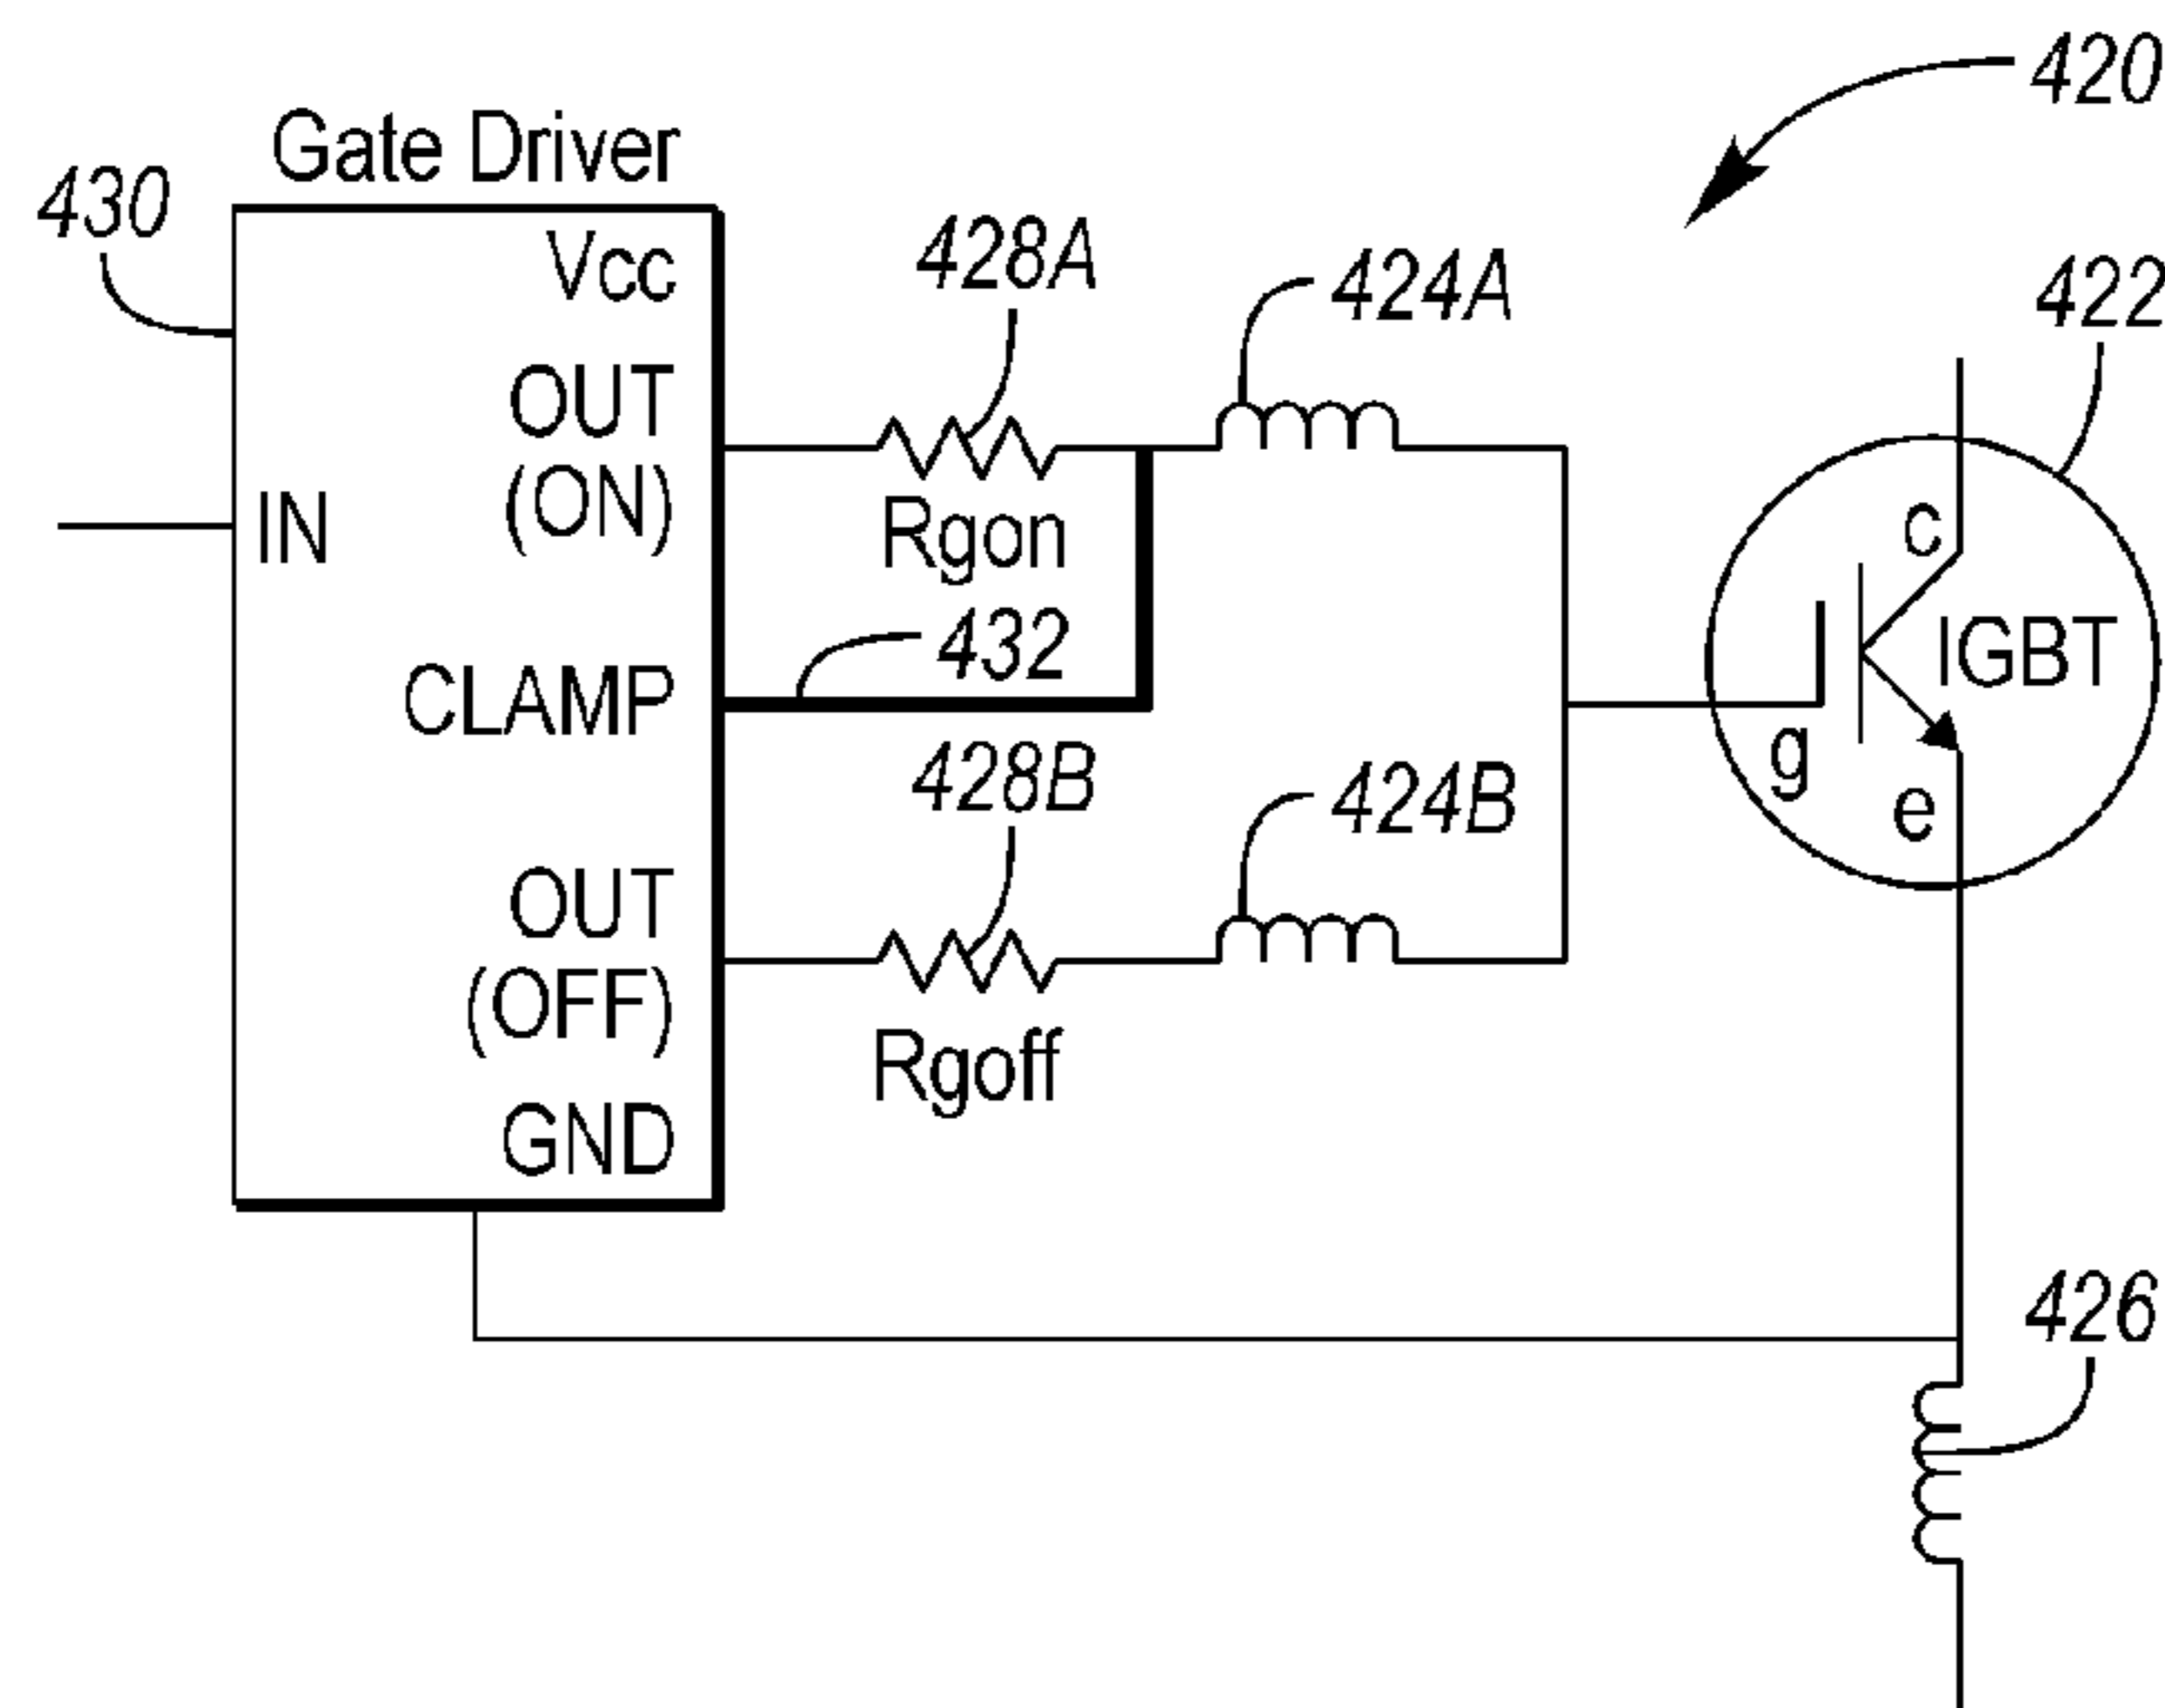 420
Gate Driver
430
Vcc
428A
424A
422
OUT
(ON)
IN
Rgon
c
IGBT
432
CLAMP
g
428B
424B
e
OUT
(OFF)
Rgoff
GND
426